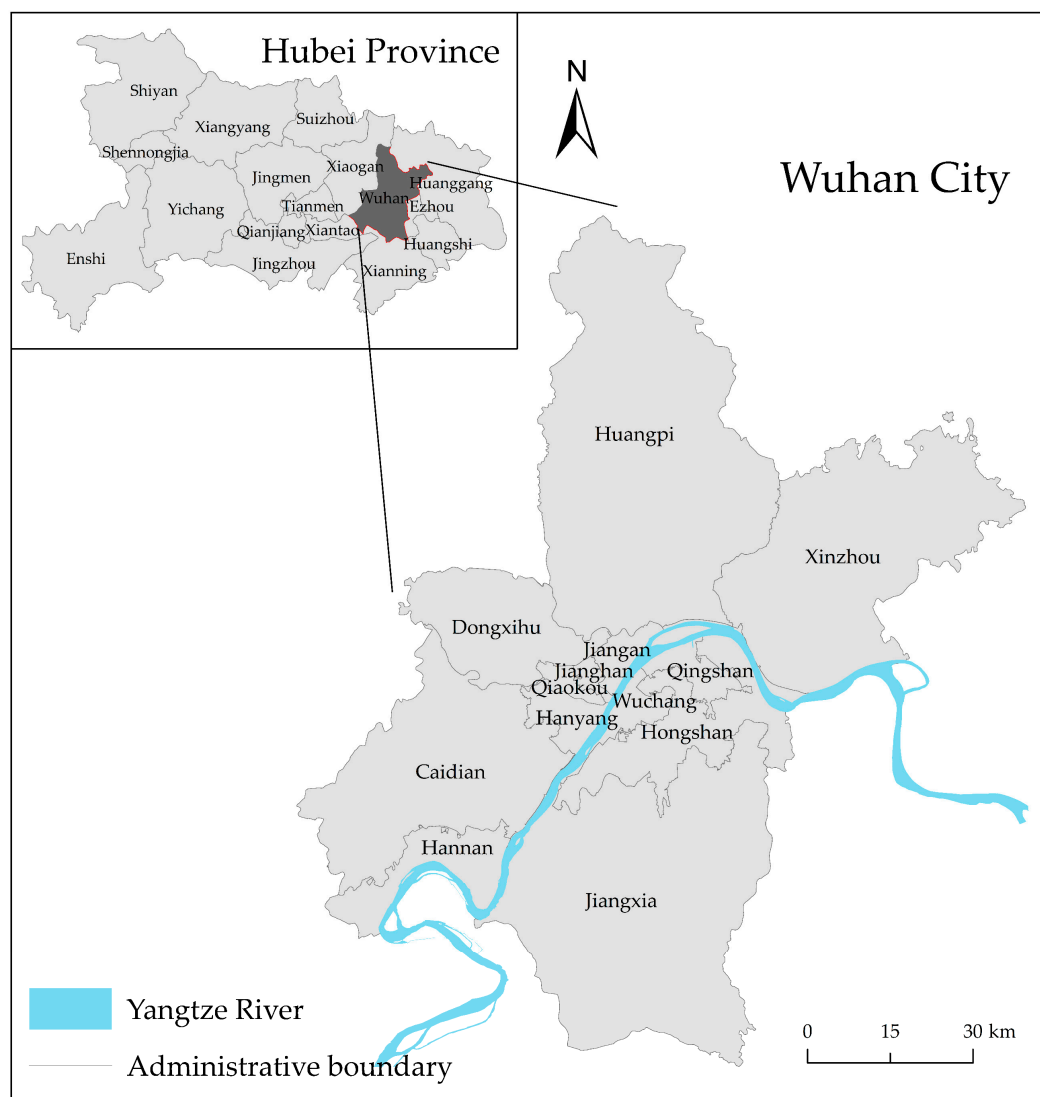 Hubei Province
N
Wuhan City
Shiyan
Suizhou
Xiangyang
Shennongjia
Xiaogan
Jingmen
Huanggang
Wuhan
Tianmen
Ezhou
Yichang
Qianjiang
Xiantao
Huangshi
Enshi
Jingzhou
Xianning
Huangpi
Xinzhou
Dongxihu
Jiangan
Jianghan
Qingshan
Qiaokou
Wuchang
Hanyang
Hongshan
Caidian
Hannan
Jiangxia
Yangtze River
Administrative boundary
0 15 30 km